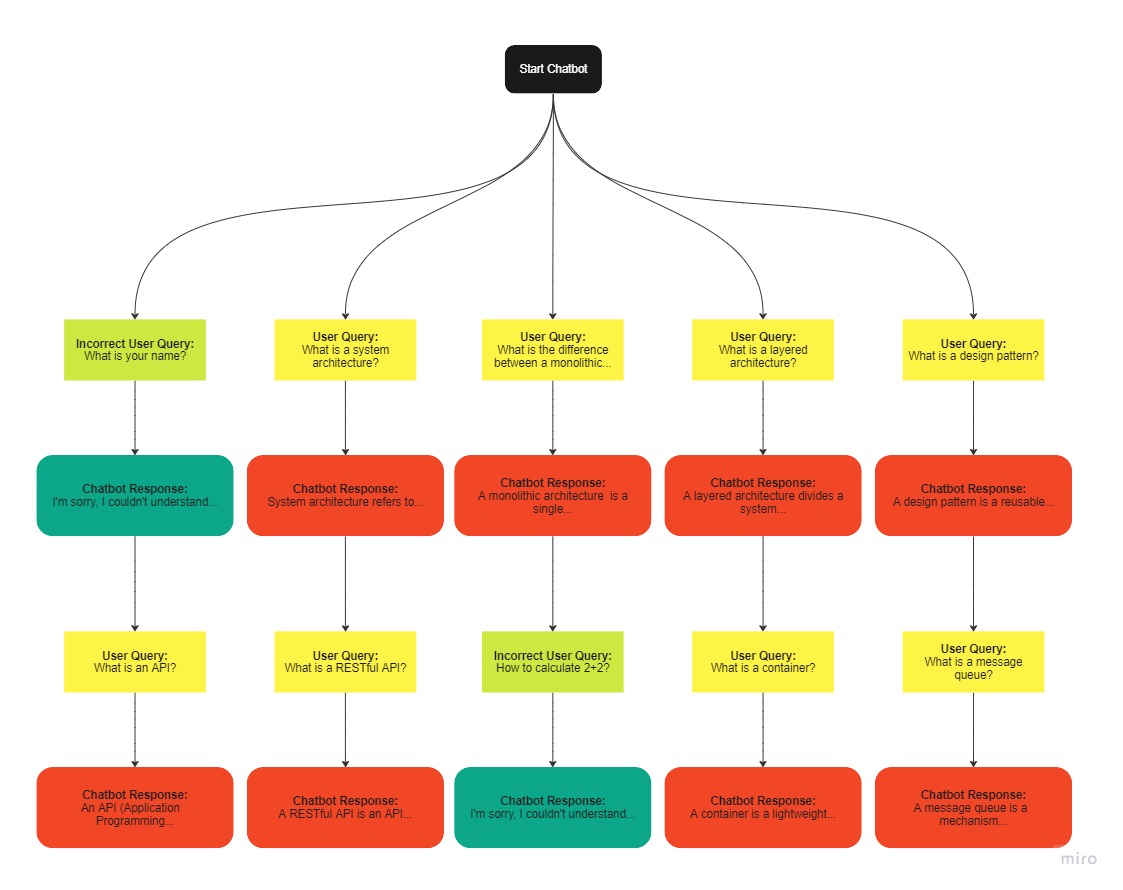 Start Chatbot
Incorrect User Query:
What is your name?
User Query:
What is a system
architecture?
User Query:
What is the difference
between a monolithic...
User Query:
What is a layered
architecture?
User Query:
What is a design pattern?
Chatbot Response:
I'm sorry, I couldn't understand...
Chatbot Response:
System architecture refers to...
Chatbot Response:
A monolithic architecture is a
single...
Chatbot Response:
A layered architecture divides a
system...
Chatbot Response:
A design pattern is a reusable...
User Query:
What is an API?
User Query:
What is a RESTful API?
Incorrect User Query:
How to calculate 2+2?
User Query:
What is a container?
User Query:
What is a message
queue?
Chatbot Response:
An API (Application
Programming...
Chatbot Response:
A RESTful API is an API...
Chatbot Response:
I'm sorry, I couldn't understand...
Chatbot Response:
A container is a lightweight...
Chatbot Response:
A message queue is a
mechanism...
miro